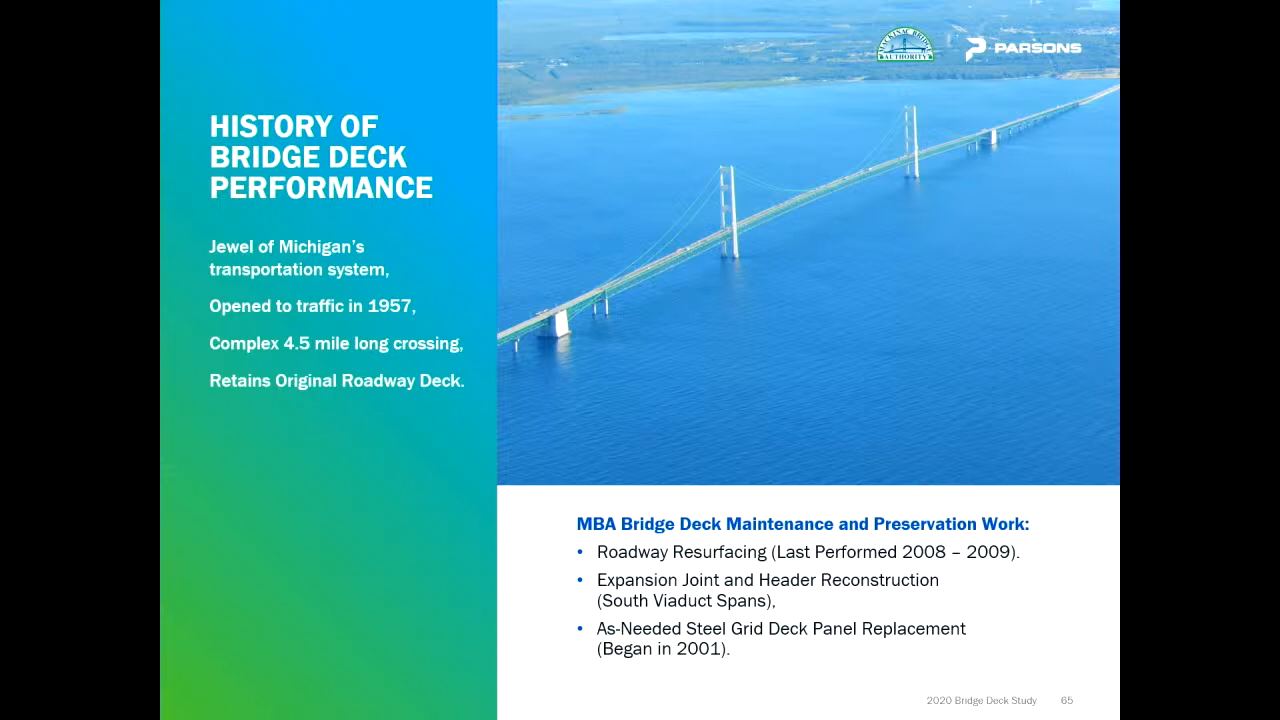 MACKINAC BRIDGE
AUTHORITY
PARSONS
HISTORY OF
BRIDGE DECK
PERFORMANCE
Jewel of Michigan’s
transportation system,
Opened to traffic in 1957,
Complex 4.5 mile long crossing,
Retains Original Roadway Deck.
MBA Bridge Deck Maintenance and Preservation Work:
• Roadway Resurfacing (Last Performed 2008 – 2009).
• Expansion Joint and Header Reconstruction
(South Viaduct Spans),
• As-Needed Steel Grid Deck Panel Replacement
(Began in 2001).
2020 Bridge Deck Study 65